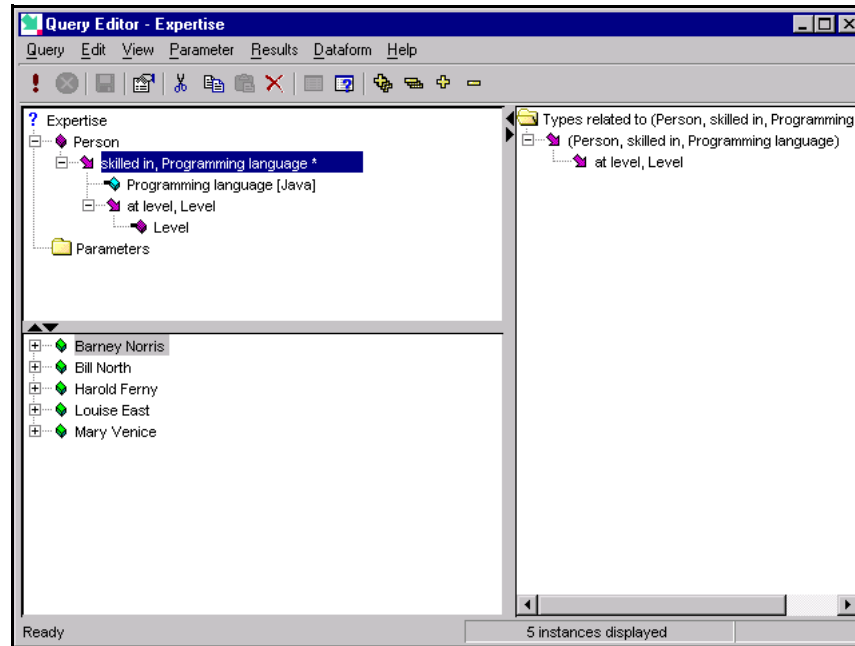 Query Editor - Expertise
Query Edit View Parameter Results Dataform Help
? Expertise
Person
skilled in, Programming language *
Programming language [Java]
at level, Level
Level
Parameters
Types related to (Person, skilled in, Programming
(Person, skilled in, Programming language)
at level, Level
Barney Norris
Bill North
Harold Ferny
Louise East
Mary Venice
Ready
5 instances displayed